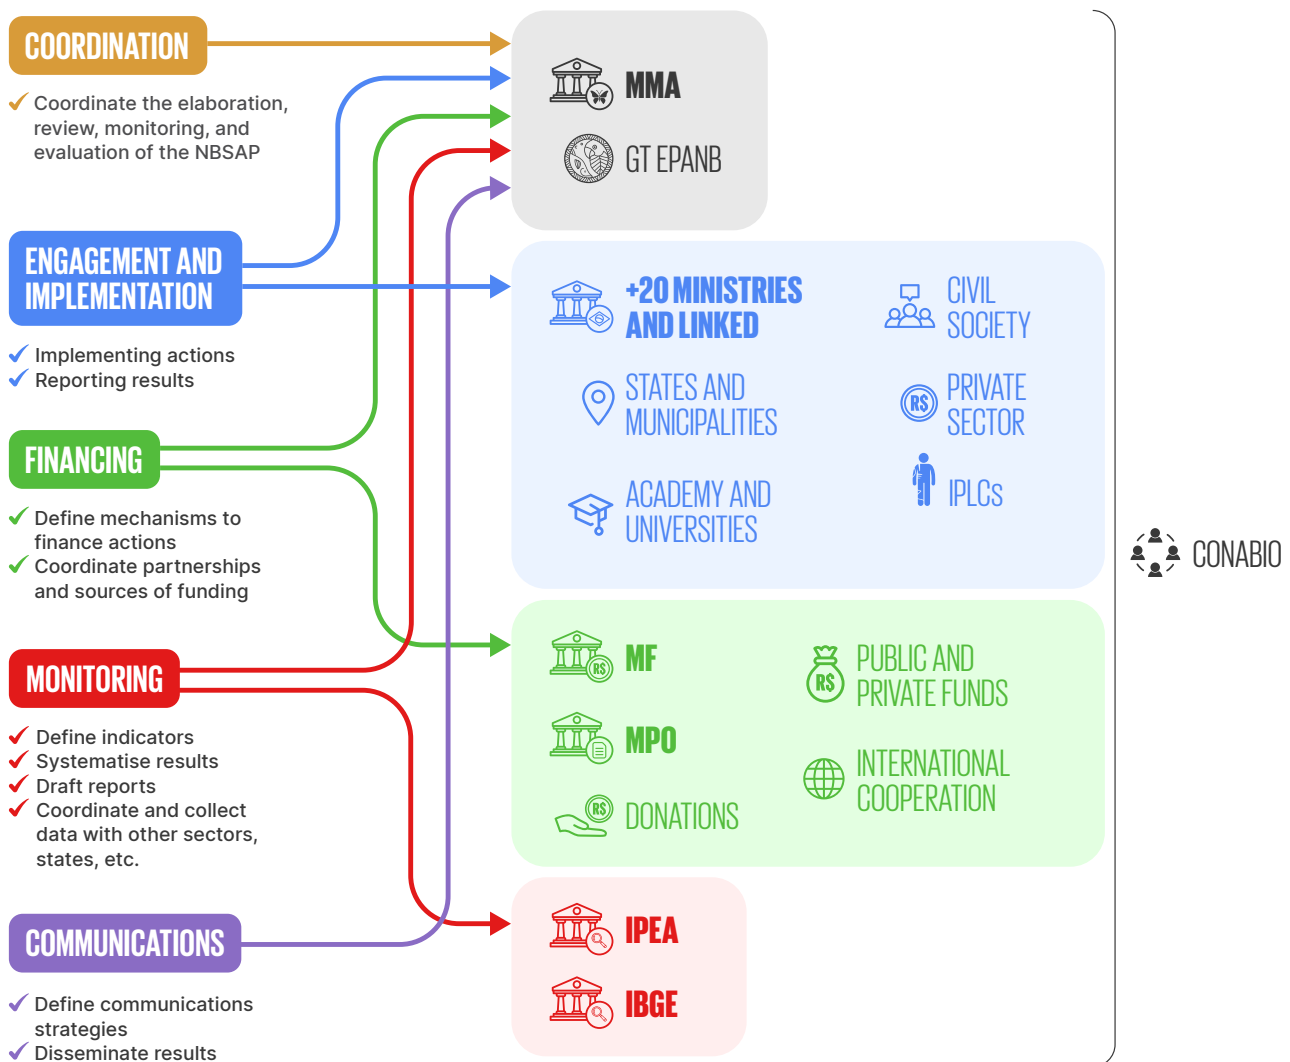 COORDINATION
Coordinate the elaboration,
review, monitoring, and
evaluation of the NBSAP
ENGAGEMENT AND
IMPLEMENTATION
Implementing actions
Reporting results
FINANCING
Define mechanisms to
finance actions
Coordinate partnerships
and sources of funding
MONITORING
Define indicators
Systematise results
Draft reports
Coordinate and collect
data with other sectors,
states, etc.
COMMUNICATIONS
Define communications
strategies
Disseminate results
MMA
GT EPANB
+20 MINISTRIES
AND LINKED
STATES AND
MUNICIPALITIES
ACADEMY AND
UNIVERSITIES
CIVIL
SOCIETY
R$
PRIVATE
SECTOR
IPLCs
R$
MF
MPO
R$
DONATIONS
R$
PUBLIC AND
PRIVATE FUNDS
INTERNATIONAL
COOPERATION
IPEA
IBGE
CONABIO